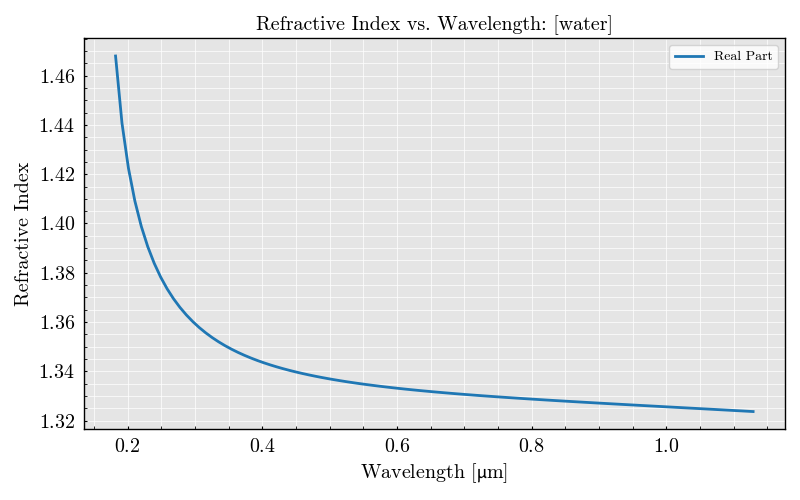 Refractive Index vs. Wavelength: [water]
Real Part
Refractive Index
1.46
1.44
1.42
1.40
1.38
1.36
1.34
1.32
0.2 0.4 0.6 0.8 1.0
Wavelength [µm]